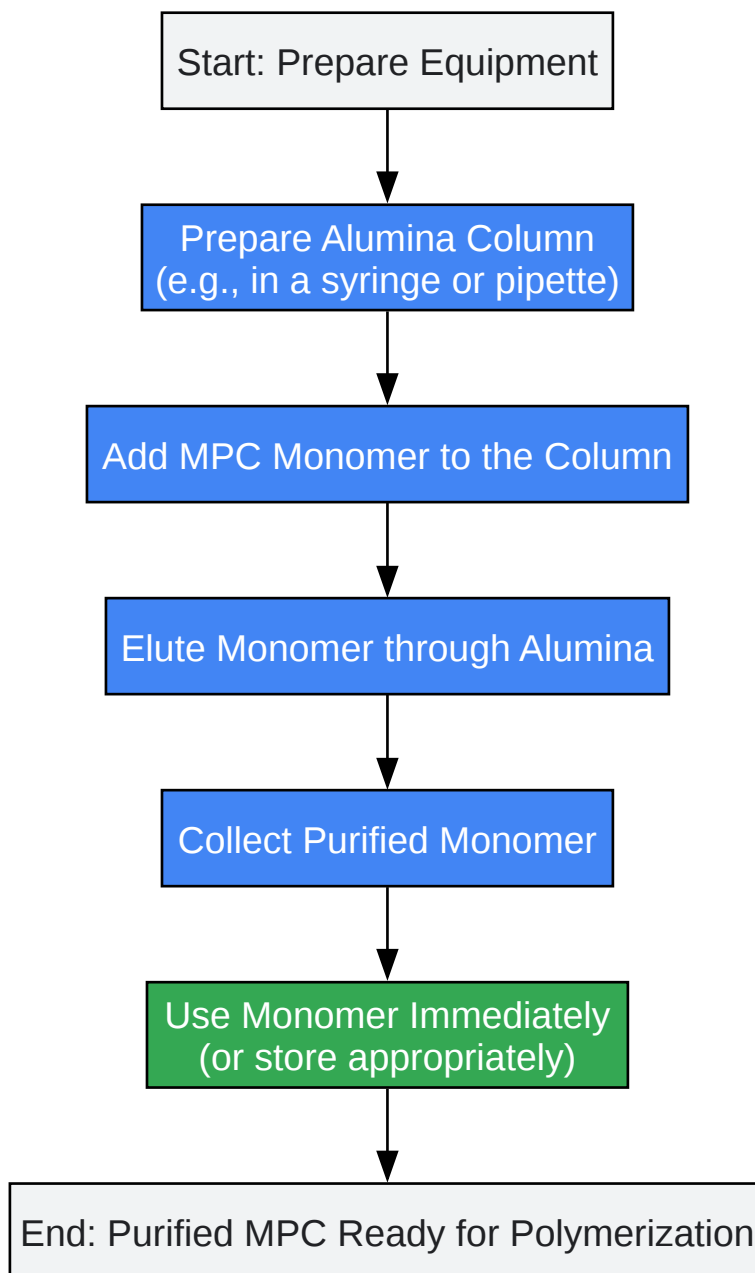 Start: Prepare Equipment
Prepare Alumina Column
(e.g., in a syringe or pipette)
Add MPC Monomer to the Column
Elute Monomer through Alumina
Collect Purified Monomer
Use Monomer Immediately
(or store appropriately)
End: Purified MPC Ready for Polymerization